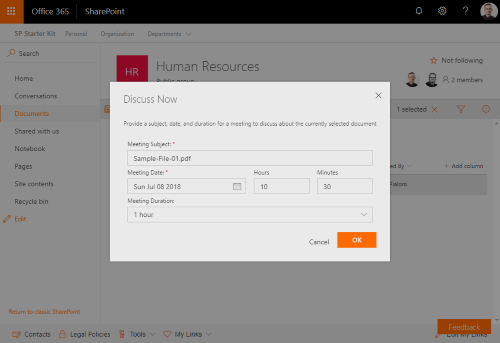 Office 365
SharePoint
?
SP Starter Kit
Personal
Organization
Departments
Search
HR
Human Resources
Public group
Not following
2 members
Home
Conversations
Documents
Shared with us
Notebook
Pages
Site contents
Recycle bin
Edit
1 selected
Add column
Discuss Now
Provide a subject, date, and duration for a meeting to discuss about the currently selected document
Meeting Subject: *
Sample-File-01.pdf
Meeting Date: *
Hours
Minutes
Sun Jul 08 2018
10
30
Meeting Duration:
1 hour
Cancel
OK
Return to classic SharePoint
Feedback
Contacts
Legal Policies
Tools
My Links
Edit My Links